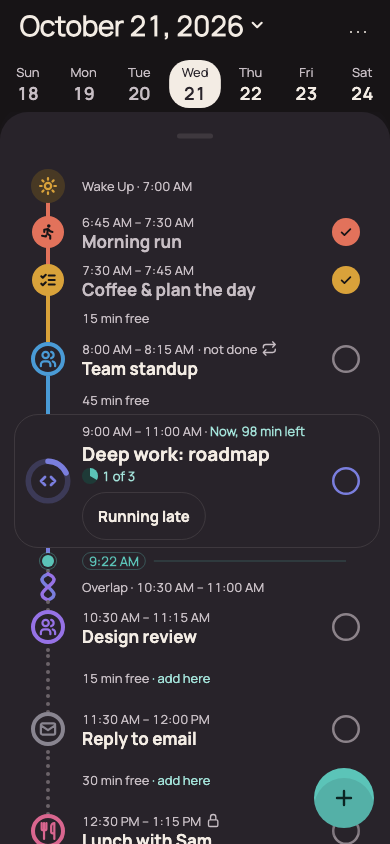 October 21, 2026
...
Sun Mon Tue Wed Thu Fri Sat
18 19 20 21 22 23 24
Wake Up · 7:00 AM
6:45 AM – 7:30 AM
Morning run
7:30 AM – 7:45 AM
Coffee & plan the day
15 min free
8:00 AM – 8:15 AM · not done
Team standup
45 min free
9:00 AM – 11:00 AM · Now, 98 min left
Deep work: roadmap
1 of 3
Running late
9:22 AM
Overlap · 10:30 AM – 11:00 AM
10:30 AM – 11:15 AM
Design review
15 min free · add here
11:30 AM – 12:00 PM
Reply to email
30 min free · add here
12:30 PM – 1:15 PM
Lunch with Sam